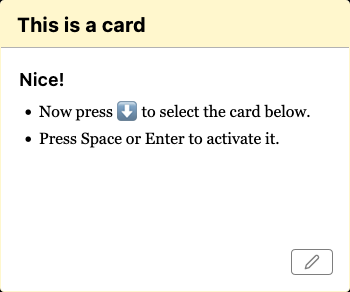 This is a card
Nice!
• Now press ⬇️ to select the card below.
• Press Space or Enter to activate it.